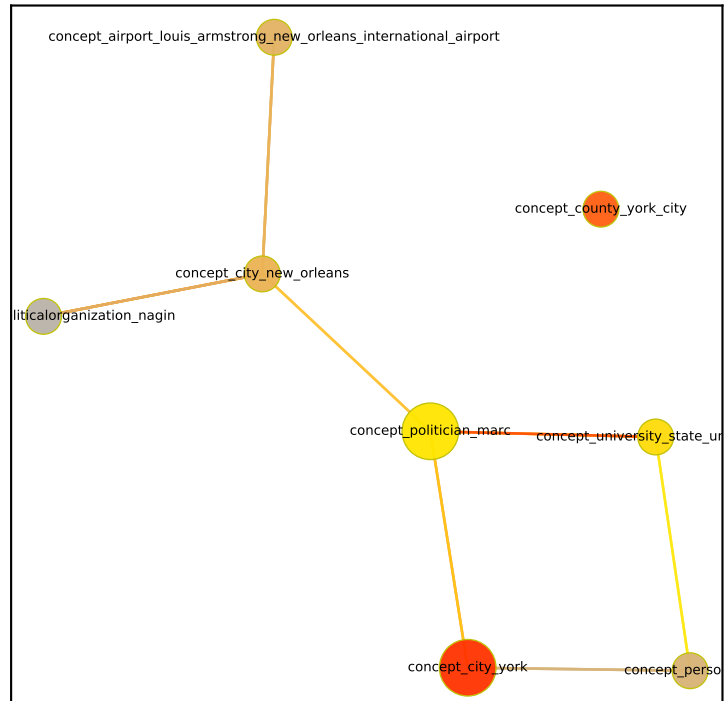 concept_airport_louis_armstrong_new_orleans_international_airport
concept_county_york_city
concept_city_new_orleans
liticalorganization_nagin
concept_politician_marc
concept_university_state_ur
concept_city_york
concept_perso